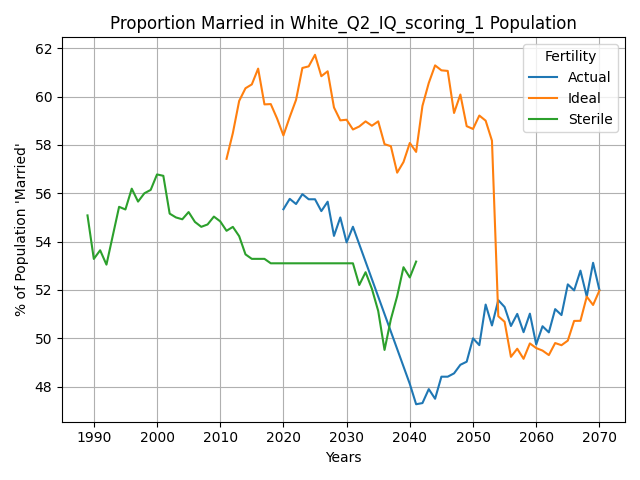 Proportion Married in White_Q2_IQ_scoring_1 Population
% of Population 'Married'
62
60
58
56
54
52
50
48
Fertility
Actual
Ideal
Sterile
1990 2000 2010 2020 2030 2040 2050 2060 2070
Years